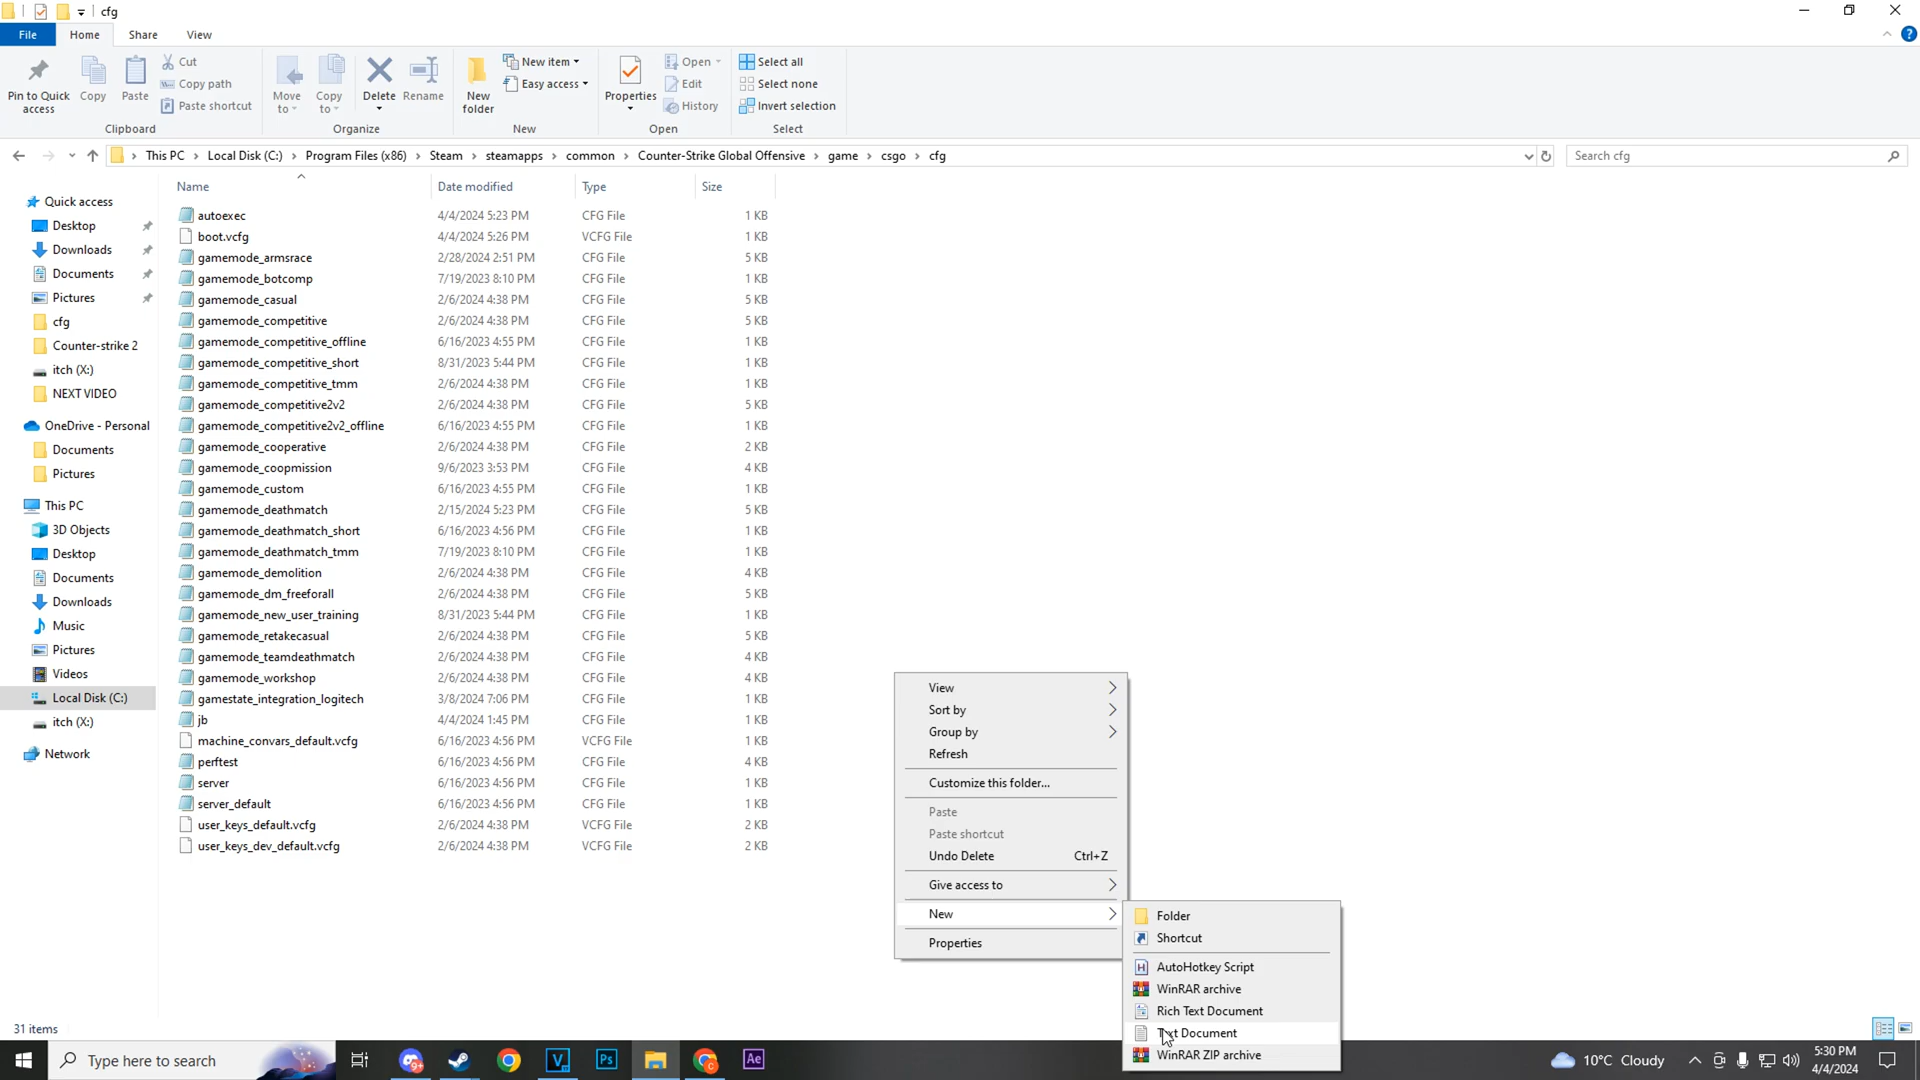 cfg
File Home Share View
Pin to Quick access
Copy
Paste
Cut
Copy path
Paste shortcut
Clipboard
Move to
Copy to
Delete
Rename
Organize
New folder
New item
Easy access
New
Properties
Open
Edit
History
Open
Select all
Select none
Invert selection
Select
This PC > Local Disk (C:) > Program Files (x86) > Steam > steamapps > common > Counter-Strike Global Offensive > game > csgo > cfg
Search cfg
Quick access
Desktop
Downloads
Documents
Pictures
cfg
Counter-strike 2
itch (X:)
NEXT VIDEO
OneDrive - Personal
Documents
Pictures
This PC
3D Objects
Desktop
Documents
Downloads
Music
Pictures
Videos
Local Disk (C:)
itch (X:)
Network
Name Date modified Type Size
autoexec 4/4/2024 5:23 PM CFG File 1 KB
boot.vcfg 4/4/2024 5:26 PM VCFG File 1 KB
gamemode_armsrace 2/28/2024 2:51 PM CFG File 5 KB
gamemode_botcomp 7/19/2023 8:10 PM CFG File 1 KB
gamemode_casual 2/6/2024 4:38 PM CFG File 5 KB
gamemode_competitive 2/6/2024 4:38 PM CFG File 5 KB
gamemode_competitive_offline 6/16/2023 4:55 PM CFG File 1 KB
gamemode_competitive_short 8/31/2023 5:44 PM CFG File 1 KB
gamemode_competitive_tmm 2/6/2024 4:38 PM CFG File 1 KB
gamemode_competitive2v2 2/6/2024 4:38 PM CFG File 5 KB
gamemode_competitive2v2_offline 6/16/2023 4:55 PM CFG File 1 KB
gamemode_cooperative 2/6/2024 4:38 PM CFG File 2 KB
gamemode_coopmission 9/6/2023 3:53 PM CFG File 4 KB
gamemode_custom 6/16/2023 4:55 PM CFG File 1 KB
gamemode_deathmatch 2/15/2024 5:23 PM CFG File 5 KB
gamemode_deathmatch_short 6/16/2023 4:56 PM CFG File 1 KB
gamemode_deathmatch_tmm 7/19/2023 8:10 PM CFG File 1 KB
gamemode_demolition 2/6/2024 4:38 PM CFG File 4 KB
gamemode_dm_freeforall 2/6/2024 4:38 PM CFG File 5 KB
gamemode_new_user_training 8/31/2023 5:44 PM CFG File 1 KB
gamemode_retakecasual 2/6/2024 4:38 PM CFG File 5 KB
gamemode_teamdeathmatch 2/6/2024 4:38 PM CFG File 4 KB
gamemode_workshop 2/6/2024 4:38 PM CFG File 4 KB
gamestate_integration_logitech 3/8/2024 7:06 PM CFG File 1 KB
jb 4/4/2024 1:45 PM CFG File 1 KB
machine_convars_default.vcfg 6/16/2023 4:56 PM VCFG File 1 KB
perftest 6/16/2023 4:56 PM CFG File 4 KB
server 6/16/2023 4:56 PM CFG File 1 KB
server_default 6/16/2023 4:56 PM CFG File 1 KB
user_keys_default.vcfg 2/6/2024 4:38 PM VCFG File 2 KB
user_keys_dev_default.vcfg 2/6/2024 4:38 PM VCFG File 2 KB
View
Sort by
Group by
Refresh
Customize this folder...
Paste
Paste shortcut
Undo Delete Ctrl+Z
Give access to
New
Properties
Folder
Shortcut
AutoHotkey Script
WinRAR archive
Rich Text Document
Text Document
WinRAR ZIP archive
31 items
Type here to search
Ps
Ae
10°C Cloudy
5:30 PM
4/4/2024